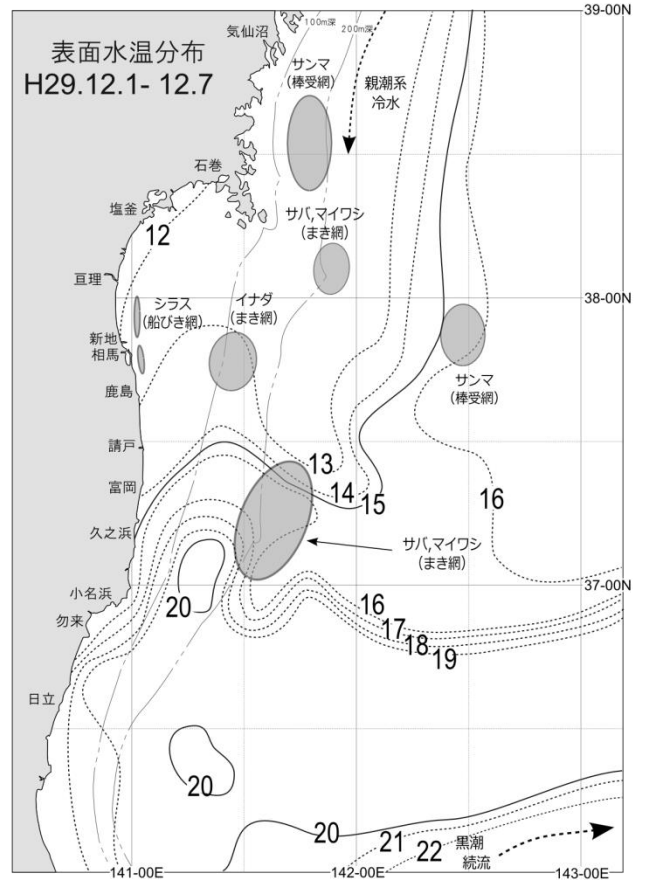 表面水温分布
H29.12.1- 12.7
39-00N
気仙沼
100m深
200m深
サンマ
(棒受網)
親潮系
冷水
石巻
塩釜
12
サバ,マイワシ
(まき網)
亘理
38-00N
シラス
(船びき網)
イナダ
(まき網)
新地
相馬
鹿島
サンマ
(棒受網)
請戸
13
14
15
16
富岡
久之浜
サバ,マイワシ
(まき網)
37-00N
小名浜
20
16
17
18
19
勿来
日立
20
20
21
22
黒潮
続流
141-00E
142-00E
143-00E